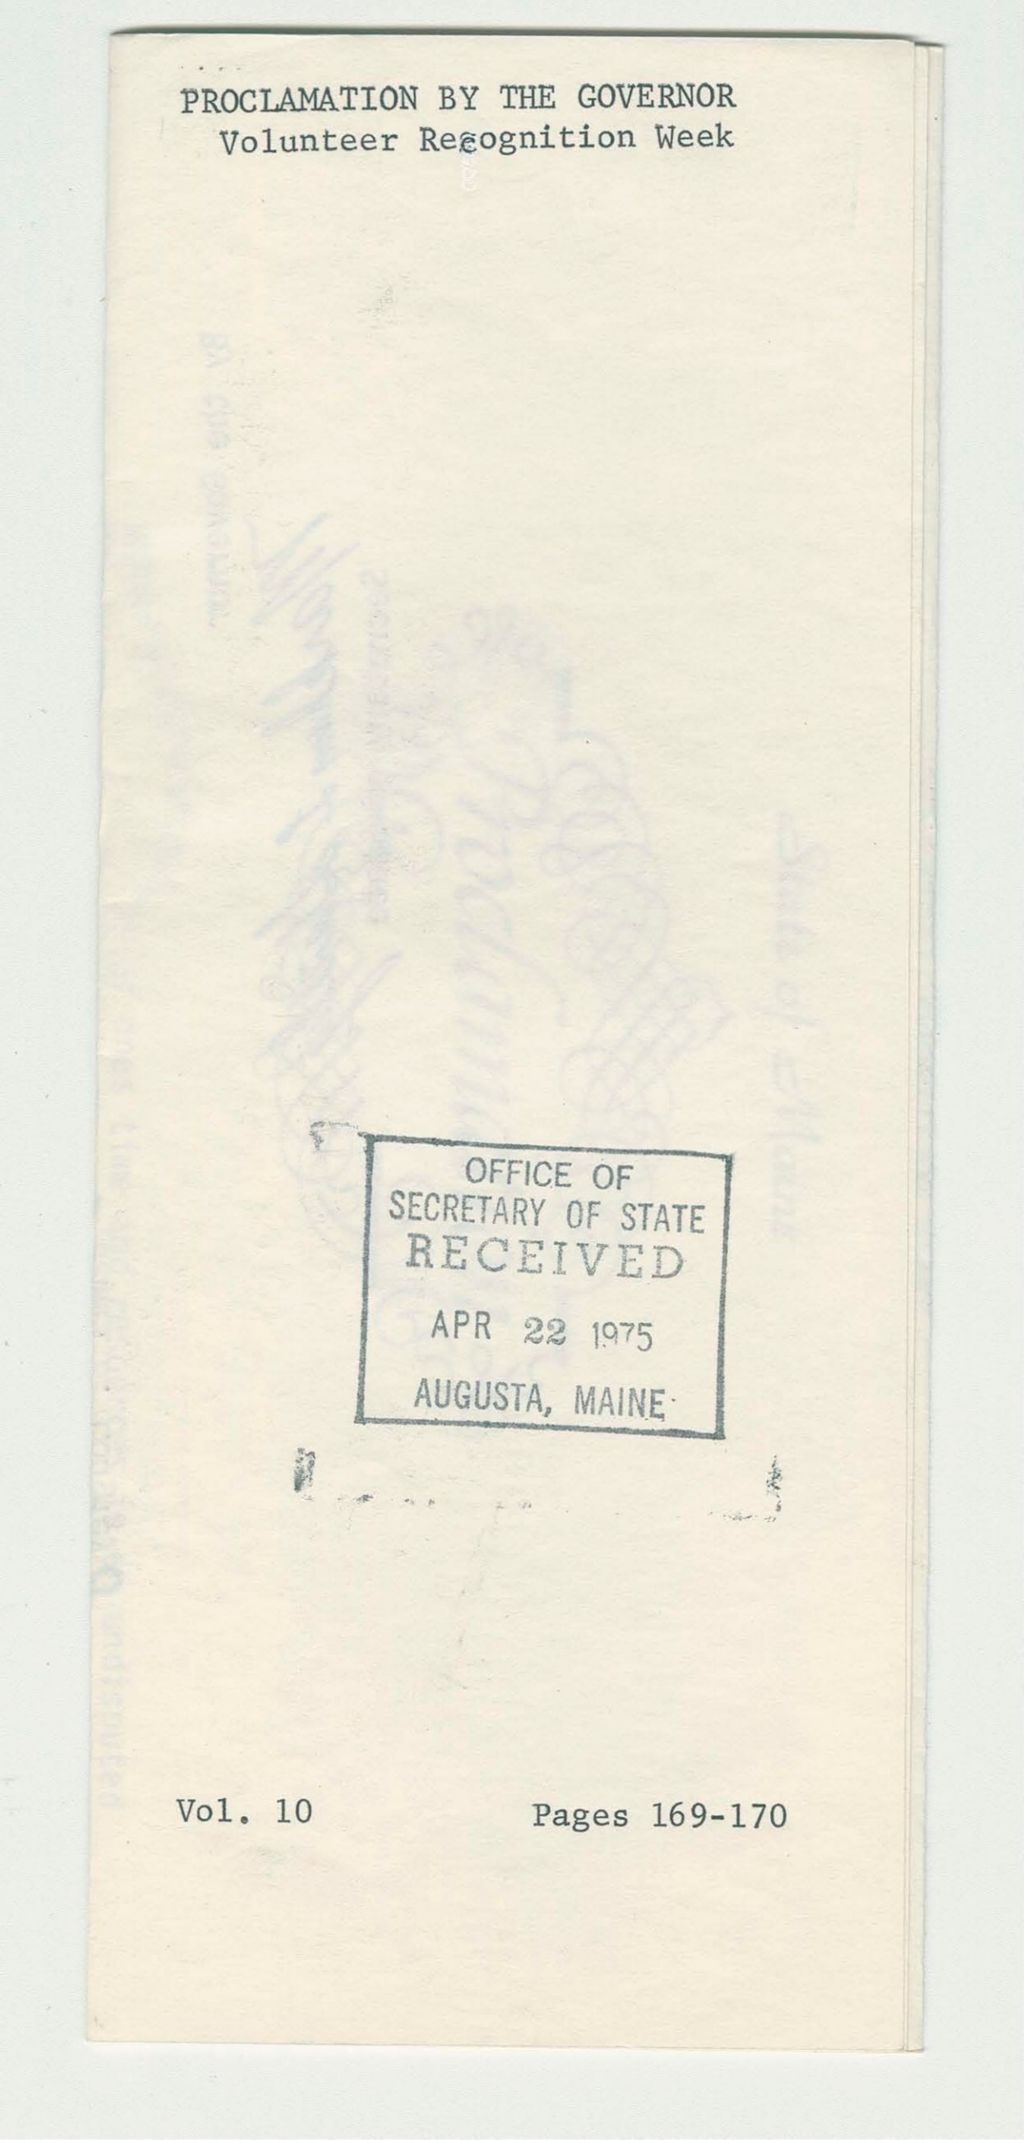 PROCLAMATION BY THE GOVERNOR
Volunteer Recognition Week
OFFICE OF
SECRETARY OF STATE
RECEIVED
APR 22 1975
AUGUSTA, MAINE
Vol. 10 Pages 169-170